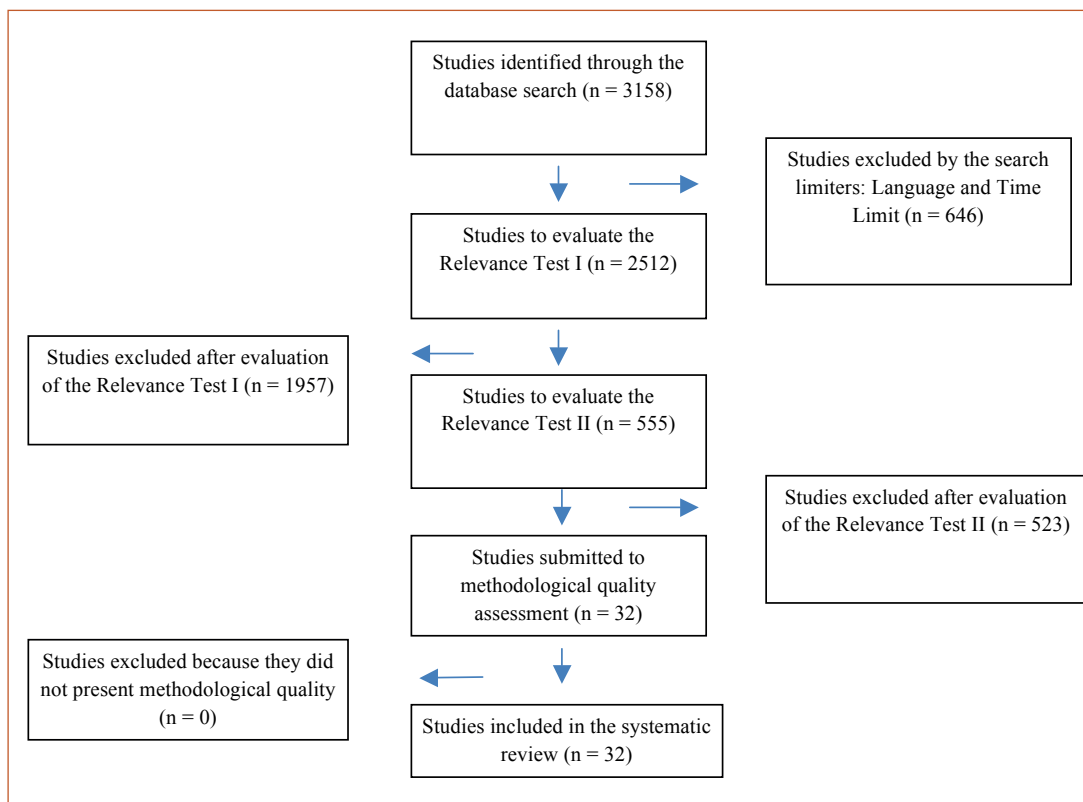 Studies identified through the
database search (n = 3158)
Studies excluded by the search
limiters: Language and Time
Limit (n = 646)
Studies to evaluate the
Relevance Test I (n = 2512)
Studies excluded after evaluation
of the Relevance Test I (n = 1957)
Studies to evaluate the
Relevance Test II (n = 555)
Studies excluded after evaluation
of the Relevance Test II (n = 523)
Studies submitted to
methodological quality
assessment (n = 32)
Studies excluded because they did
not present methodological quality
(n = 0)
Studies included in the systematic
review (n = 32)